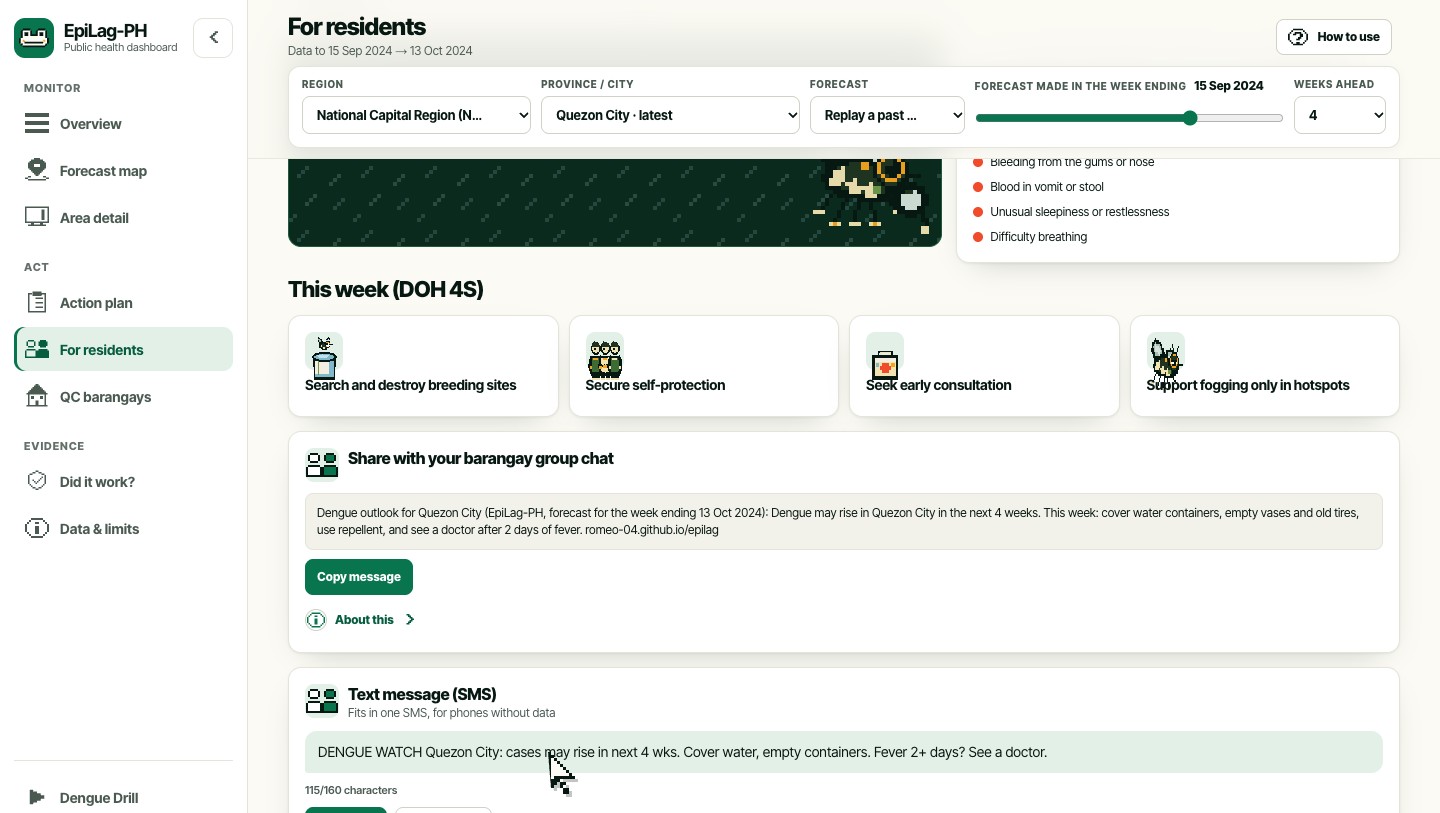 EpiLag-PH
Public health dashboard
MONITOR
Overview
Forecast map
Area detail
ACT
Action plan
For residents
QC barangays
EVIDENCE
Did it work?
Data & limits
Dengue Drill
For residents
Data to 15 Sep 2024 → 13 Oct 2024
How to use
REGION
National Capital Region (N...
PROVINCE / CITY
Quezon City · latest
FORECAST
Replay a past ...
FORECAST MADE IN THE WEEK ENDING 15 Sep 2024
WEEKS AHEAD
4
Bleeding from the gums or nose
Blood in vomit or stool
Unusual sleepiness or restlessness
Difficulty breathing
This week (DOH 4S)
Search and destroy breeding sites
Secure self-protection
Seek early consultation
Support fogging only in hotspots
Share with your barangay group chat
Dengue outlook for Quezon City (EpiLag-PH, forecast for the week ending 13 Oct 2024): Dengue may rise in Quezon City in the next 4 weeks. This week: cover water containers, empty vases and old tires,
use repellent, and see a doctor after 2 days of fever. romeo-04.github.io/epilag
Copy message
About this
Text message (SMS)
Fits in one SMS, for phones without data
DENGUE WATCH Quezon City: cases may rise in next 4 wks. Cover water, empty containers. Fever 2+ days? See a doctor.
115/160 characters